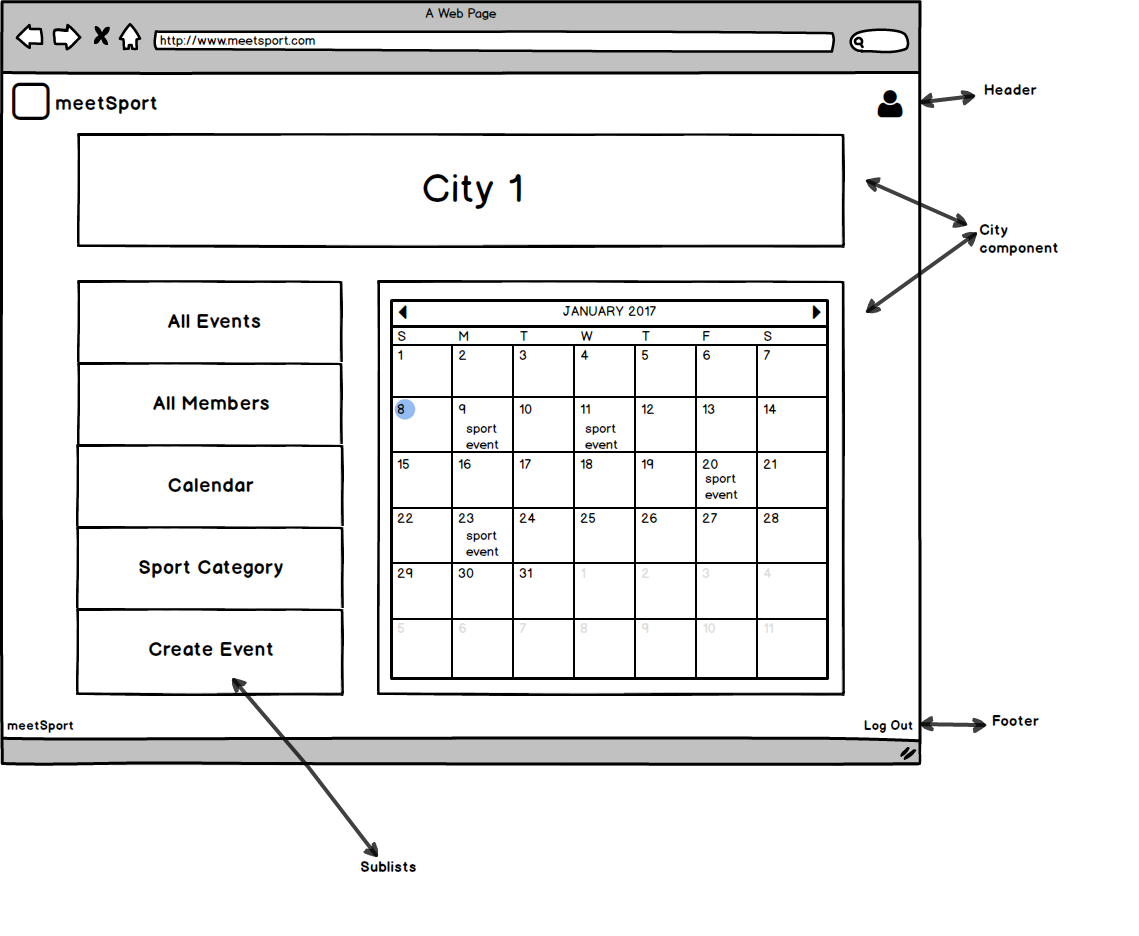 A Web Page
http://www.meetsport.com
meetSport
Header
City 1
City
component
All Events
All Members
Calendar
Sport Category
Create Event
JANUARY 2017
S M T W T F S
1 2 3 4 5 6 7
8 9 10 11 12 13 14
sport sport
event event
15 16 17 18 19 20 21
sport
event
22 23 24 25 26 27 28
sport
event
29 30 31 1 2 3 4
5 6 7 8 9 10 11
meetSport
Log Out
Footer
Sublists